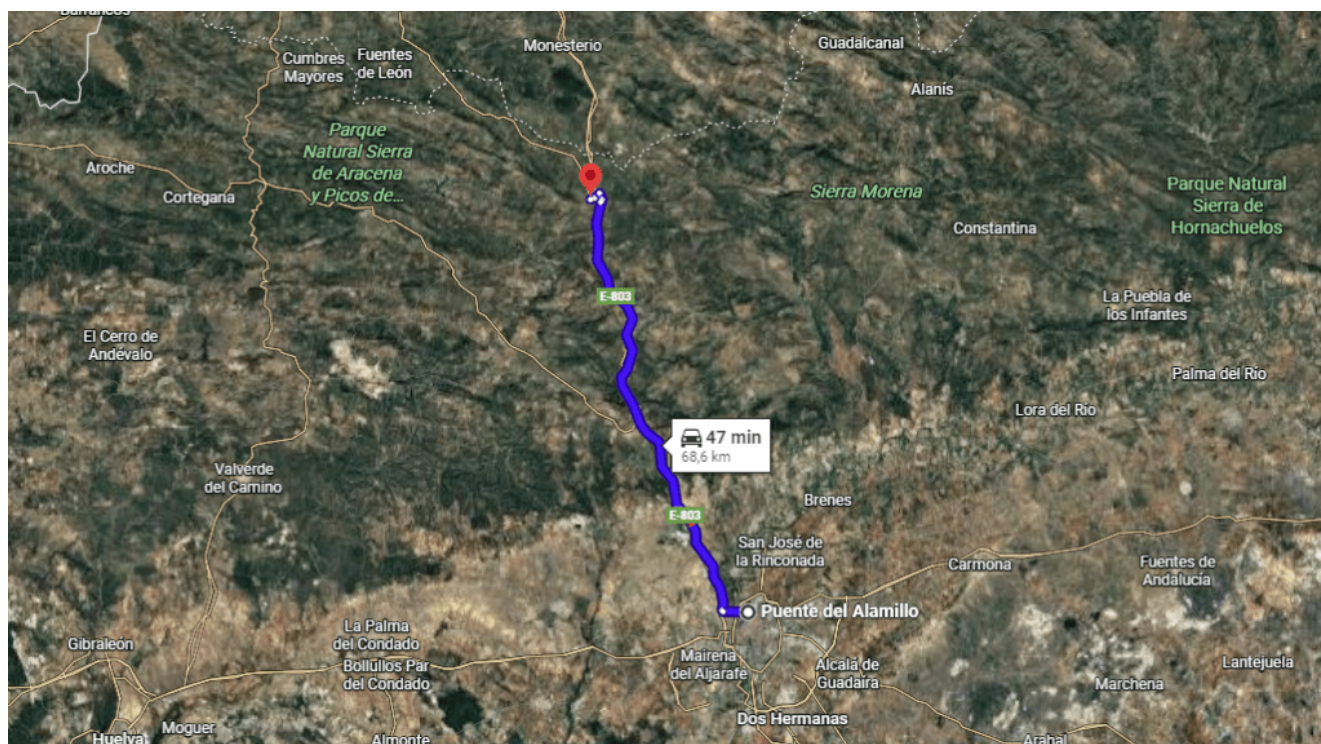 Barrancos
Monesterio
Guadalcanal
Cumbres
Mayores
Fuentes
de León
Alanís
Parque
Natural Sierra
de Aracena
y Picos de...
Aroche
Cortegana
Sierra Morena
Parque Natural
Sierra de
Hornachuelos
Constantina
E-803
La Puebla de
los Infantes
El Cerro de
Andévalo
Palma del Río
Lora del Río
47 min
68,6 km
Valverde
del Camino
Brenes
E-803
San José de
la Rinconada
Carmona
Fuentes de
Andalucía
Puente del Alamillo
La Palma
del Condado
Gibraleón
Bollullos Par
del Condado
Mairena
del Aljarafe
Alcalá de
Guadaíra
Lantejuela
Marchena
Moguer
Dos Hermanas
Huelva
Almonte
Arahal